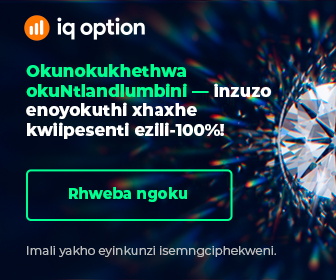 iq option
Okunokukhethwa
okuNtlandlumbini — inzuzo
enoyokuthi xhaxhe
kwiipesenti ezili-100%!
Rhweba ngoku
Imali yakho eyinkunzi isemngciphekweni.